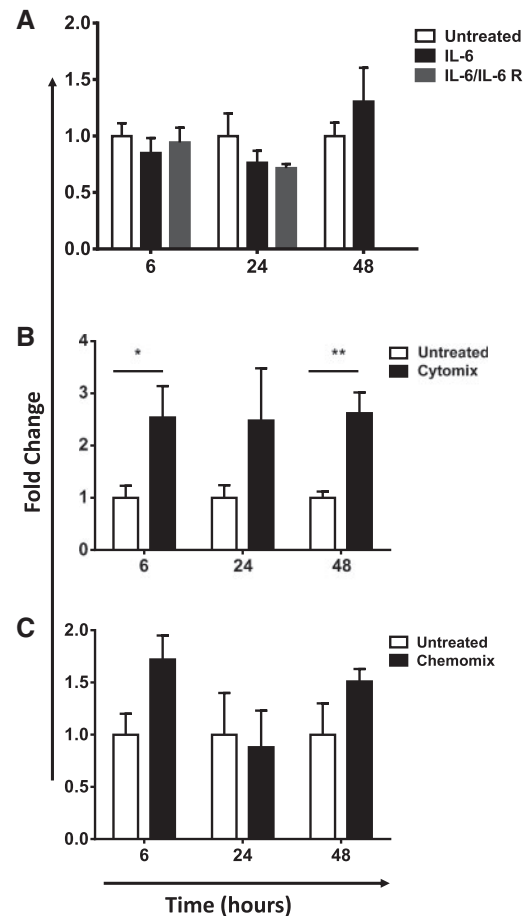 A
2.0
1.5
1.0
0.5
0.0
6
24
48
Untreated
IL-6
IL-6/IL-6 R
B
4
3
2
1
0
*
**
6
24
48
Untreated
Cytomix
Fold Change
C
2.0
1.5
1.0
0.5
0.0
6
24
48
Untreated
Chemomix
Time (hours)